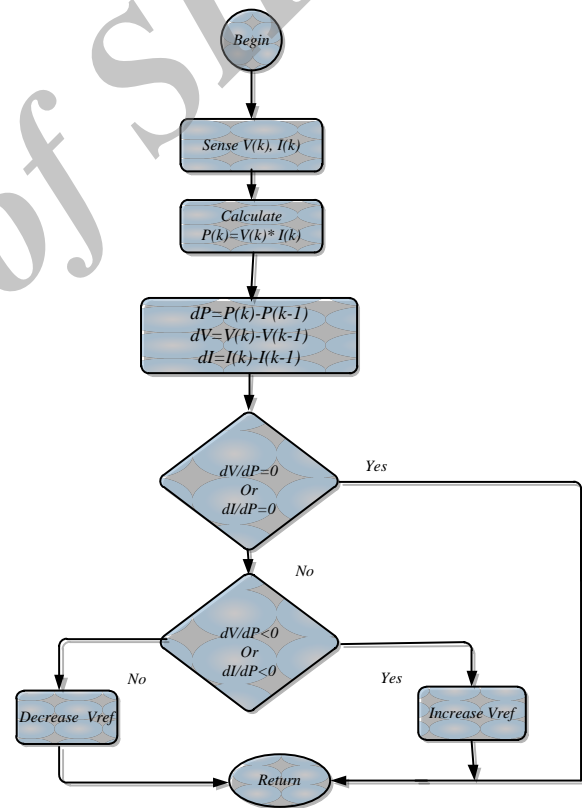 Begin
Sense V(k), I(k)
Calculate
P(k)=V(k)* I(k)
dP=P(k)-P(k-1)
dV=V(k)-V(k-1)
dI=I(k)-I(k-1)
dV/dP=0
Or
dI/dP=0
Yes
No
dV/dP<0
Or
dI/dP<0
No
Yes
Decrease Vref
Increase Vref
Return
of